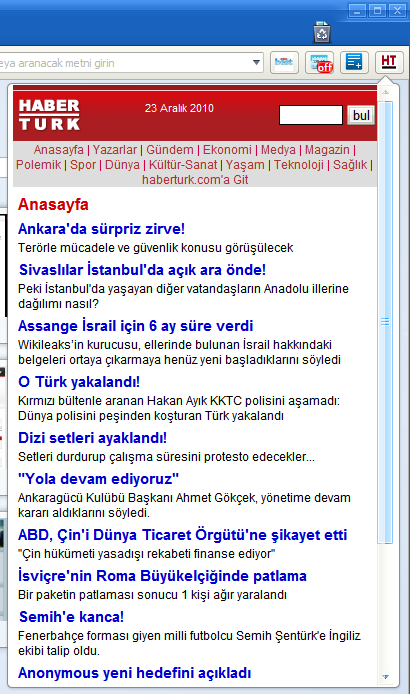 eya aranacak metni girin
off
HT
HABER
TURK
23 Aralık 2010
bul
Anasayfa | Yazarlar | Gündem | Ekonomi | Medya | Magazin |
Polemik | Spor | Dünya | Kültür-Sanat | Yaşam | Teknoloji | Sağlık |
haberturk.com'a Git
Anasayfa
Ankara'da sürpriz zirve!
Terörle mücadele ve güvenlik konusu görüşülecek
Sivaslılar İstanbul'da açık ara önde!
Peki İstanbul'da yaşayan diğer vatandaşların Anadolu illerine
dağılımı nasıl?
Assange İsrail için 6 ay süre verdi
Wikileaks'in kurucusu, ellerinde bulunan İsrail hakkındaki
belgeleri ortaya çıkarmaya henüz yeni başladıklarını söyledi
O Türk yakalandı!
Kırmızı bültenle aranan Hakan Ayık KKTC polisini aşamadı:
Dünya polisini peşinden koşturan Türk yakalandı
Dizi setleri ayaklandı!
Setleri durdurup çalışma süresini protesto edecekler...
"Yola devam ediyoruz"
Ankaragücü Kulübü Başkanı Ahmet Gökçek, yönetime devam
kararı aldıklarını söyledi.
ABD, Çin'i Dünya Ticaret Örgütü'ne şikayet etti
"Çin hükümeti yasadışı rekabeti finanse ediyor"
İsviçre'nin Roma Büyükelçiğinde patlama
Bir paketin patlaması sonucu 1 kişi ağır yaralandı
Semih'e kanca!
Fenerbahçe forması giyen milli futbolcu Semih Şentürk'e İngiliz
ekibi talip oldu.
Anonymous yeni hedefini açıkladı